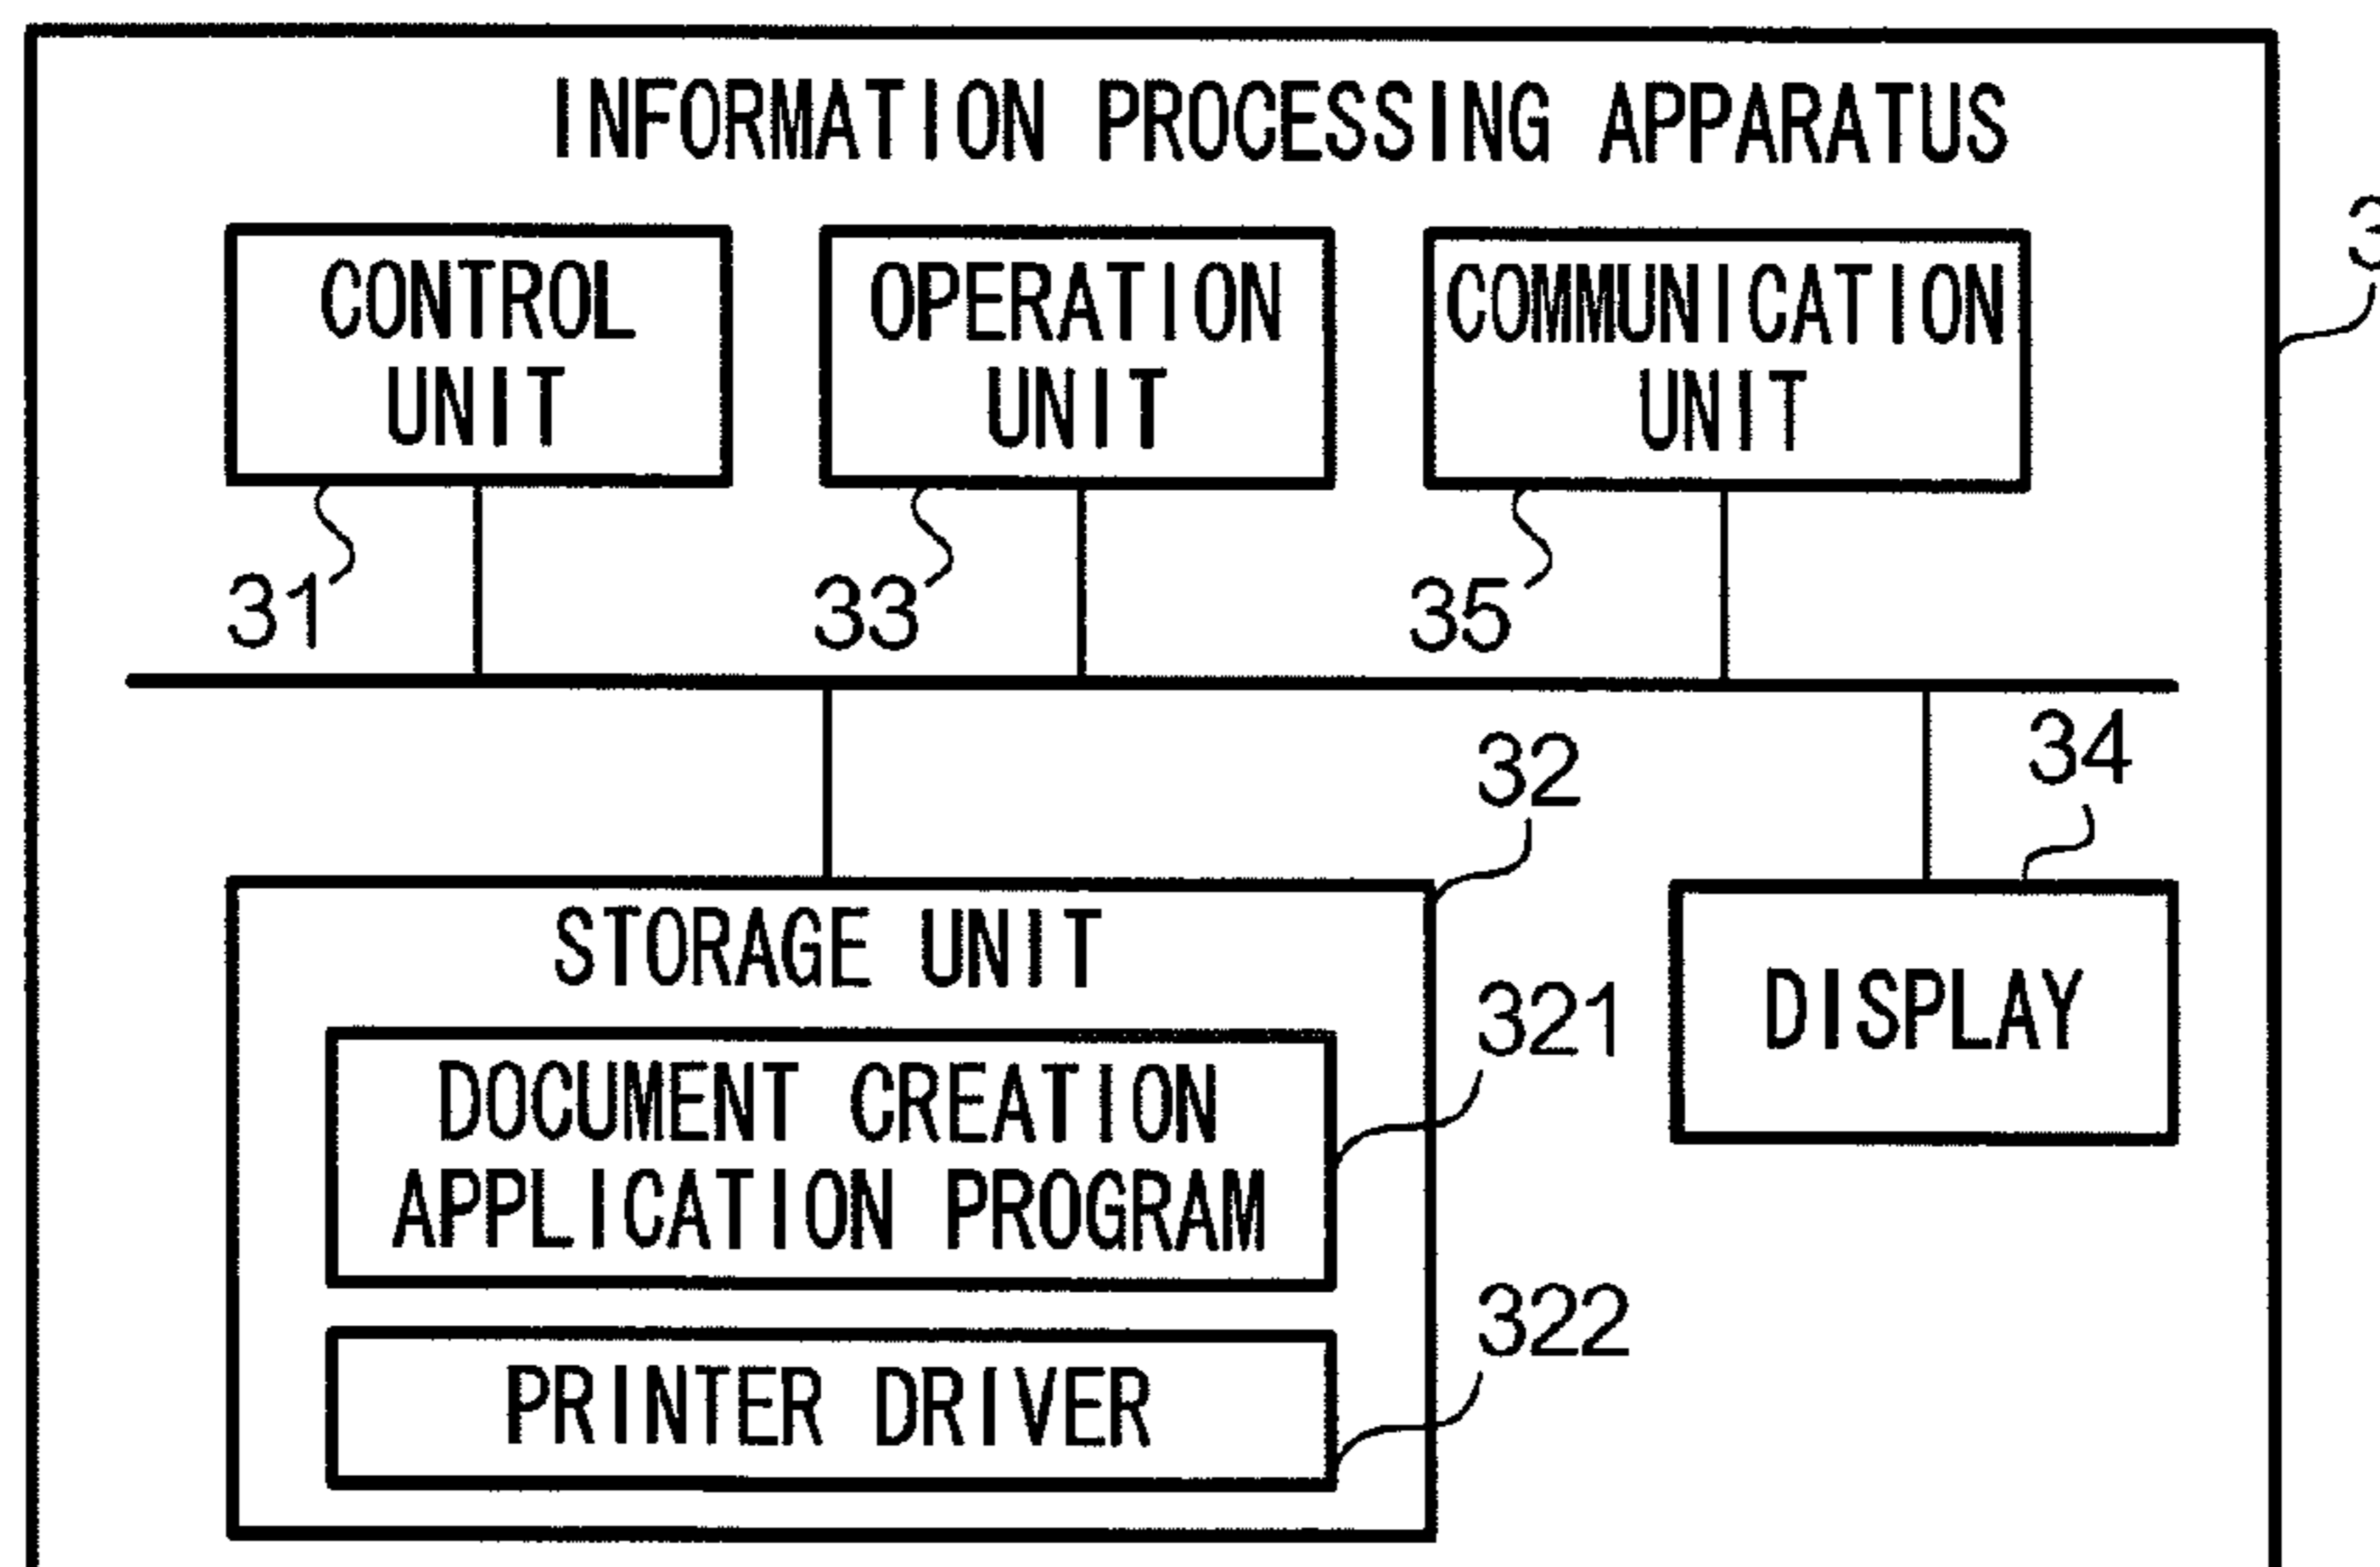 INFORMATION PROCESSING APPARATUS
3
CONTROL
UNIT
OPERATION
UNIT
COMMUNICATION
UNIT
31
33
35
32
34
STORAGE UNIT
DISPLAY
321
DOCUMENT CREATION
APPLICATION PROGRAM
322
PRINTER DRIVER